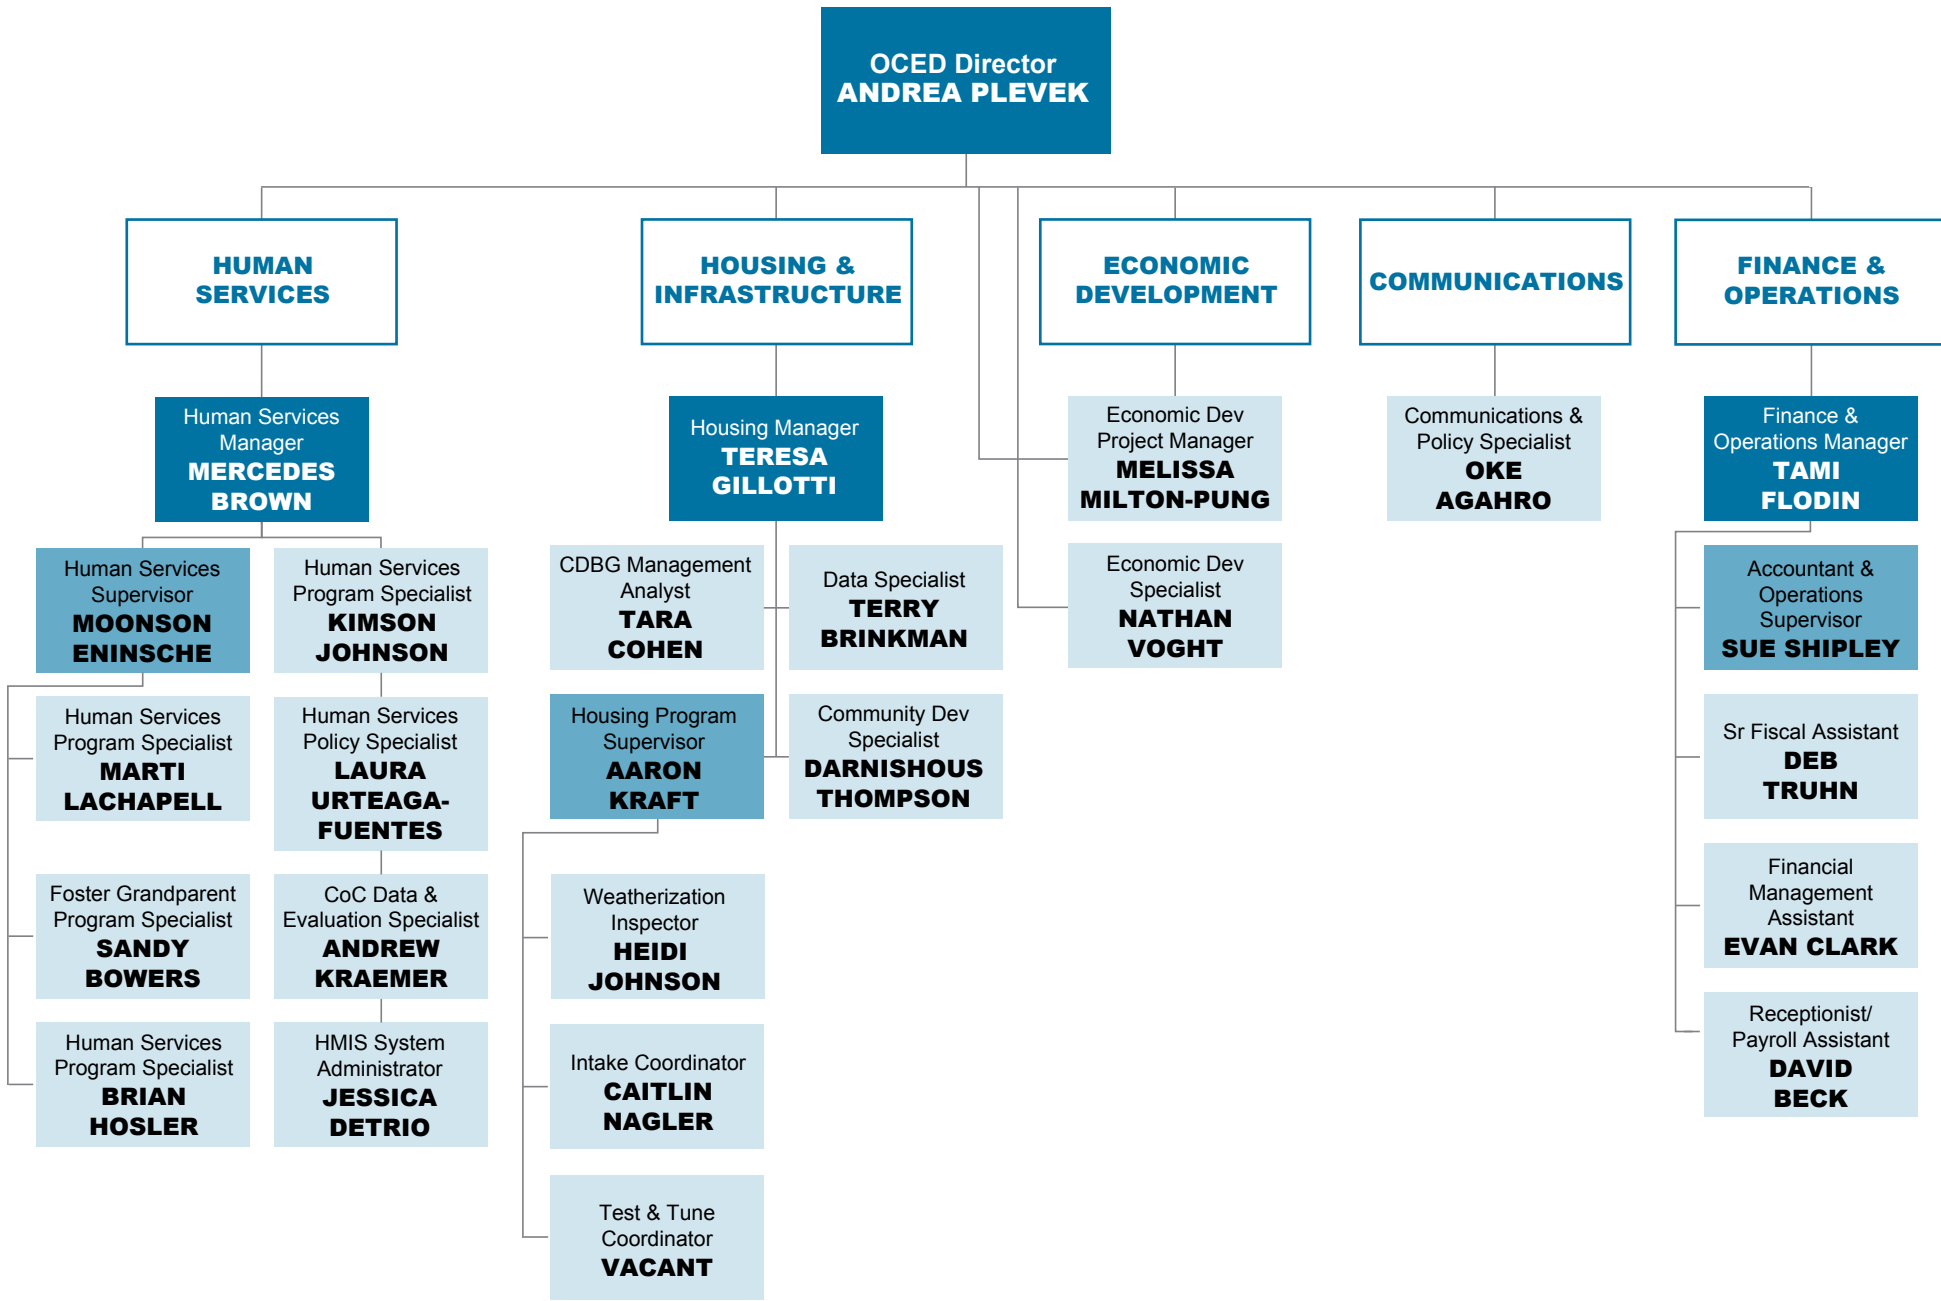 OCED Director
ANDREA PLEVEK
HUMAN
SERVICES
HOUSING &
INFRASTRUCTURE
ECONOMIC
DEVELOPMENT
COMMUNICATIONS
FINANCE &
OPERATIONS
Human Services
Manager
MERCEDES
BROWN
Housing Manager
TERESA
GILLOTTI
Economic Dev
Project Manager
MELISSA
MILTON-PUNG
Communications &
Policy Specialist
OKE
AGAHRO
Finance &
Operations Manager
TAMI
FLODIN
Human Services
Supervisor
MOONSON
ENINSCHE
Human Services
Program Specialist
KIMSON
JOHNSON
CDBG Management
Analyst
TARA
COHEN
Data Specialist
TERRY
BRINKMAN
Economic Dev
Specialist
NATHAN
VOGHT
Accountant &
Operations
Supervisor
SUE SHIPLEY
Human Services
Program Specialist
MARTI
LACHAPELL
Human Services
Policy Specialist
LAURA
URTEAGA-
FUENTES
Housing Program
Supervisor
AARON
KRAFT
Community Dev
Specialist
DARNISHOUS
THOMPSON
Sr Fiscal Assistant
DEB
TRUHN
Foster Grandparent
Program Specialist
SANDY
BOWERS
CoC Data &
Evaluation Specialist
ANDREW
KRAEMER
Weatherization
Inspector
HEIDI
JOHNSON
Financial
Management
Assistant
EVAN CLARK
Human Services
Program Specialist
BRIAN
HOSLER
HMIS System
Administrator
JESSICA
DETRIO
Intake Coordinator
CAITLIN
NAGLER
Receptionist/
Payroll Assistant
DAVID
BECK
Test & Tune
Coordinator
VACANT